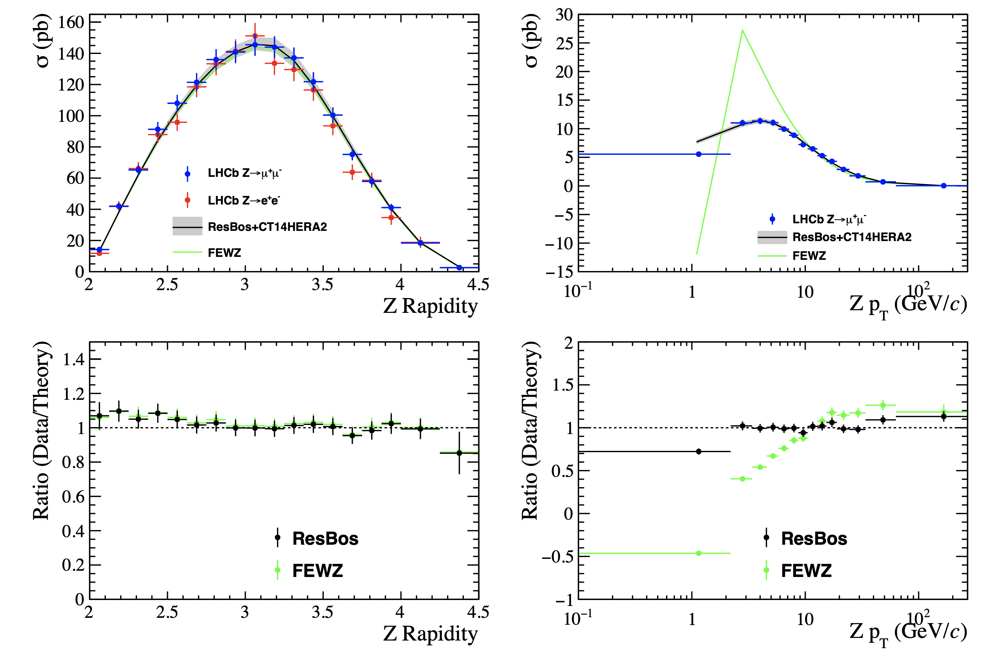 σ (pb)
160
140
120
100
80
60
40
20
0
2
2.5
3
3.5
4
4.5
Z Rapidity
LHCb Z→μ⁺μ⁻
LHCb Z→e⁺e⁻
ResBos+CT14HERA2
FEWZ
σ (pb)
30
25
20
15
10
5
0
−5
−10
−15
10⁻¹
1
10
10²
Z p_T (GeV/c)
LHCb Z→μ⁺μ⁻
ResBos+CT14HERA2
FEWZ
Ratio (Data/Theory)
1.4
1.2
1
0.8
0.6
0.4
0.2
0
2
2.5
3
3.5
4
4.5
Z Rapidity
ResBos
FEWZ
Ratio (Data/Theory)
2
1.5
1
0.5
0
−0.5
−1
10⁻¹
1
10
10²
Z p_T (GeV/c)
ResBos
FEWZ